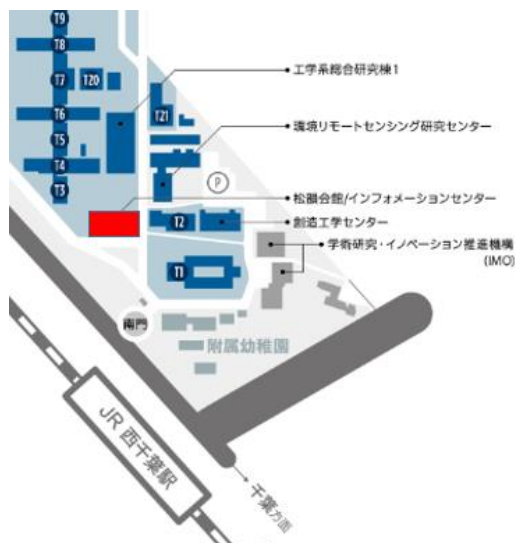 T9
T8
T7
T20
T6
T5
T4
T3
T21
P
T2
T1
工学系総合研究棟1
環境リモートセンシング研究センター
松韻会館/インフォメーションセンター
創造工学センター
学術研究・イノベーション推進機構
(IMO)
南門
附属幼稚園
JR 西千葉駅
千葉方面